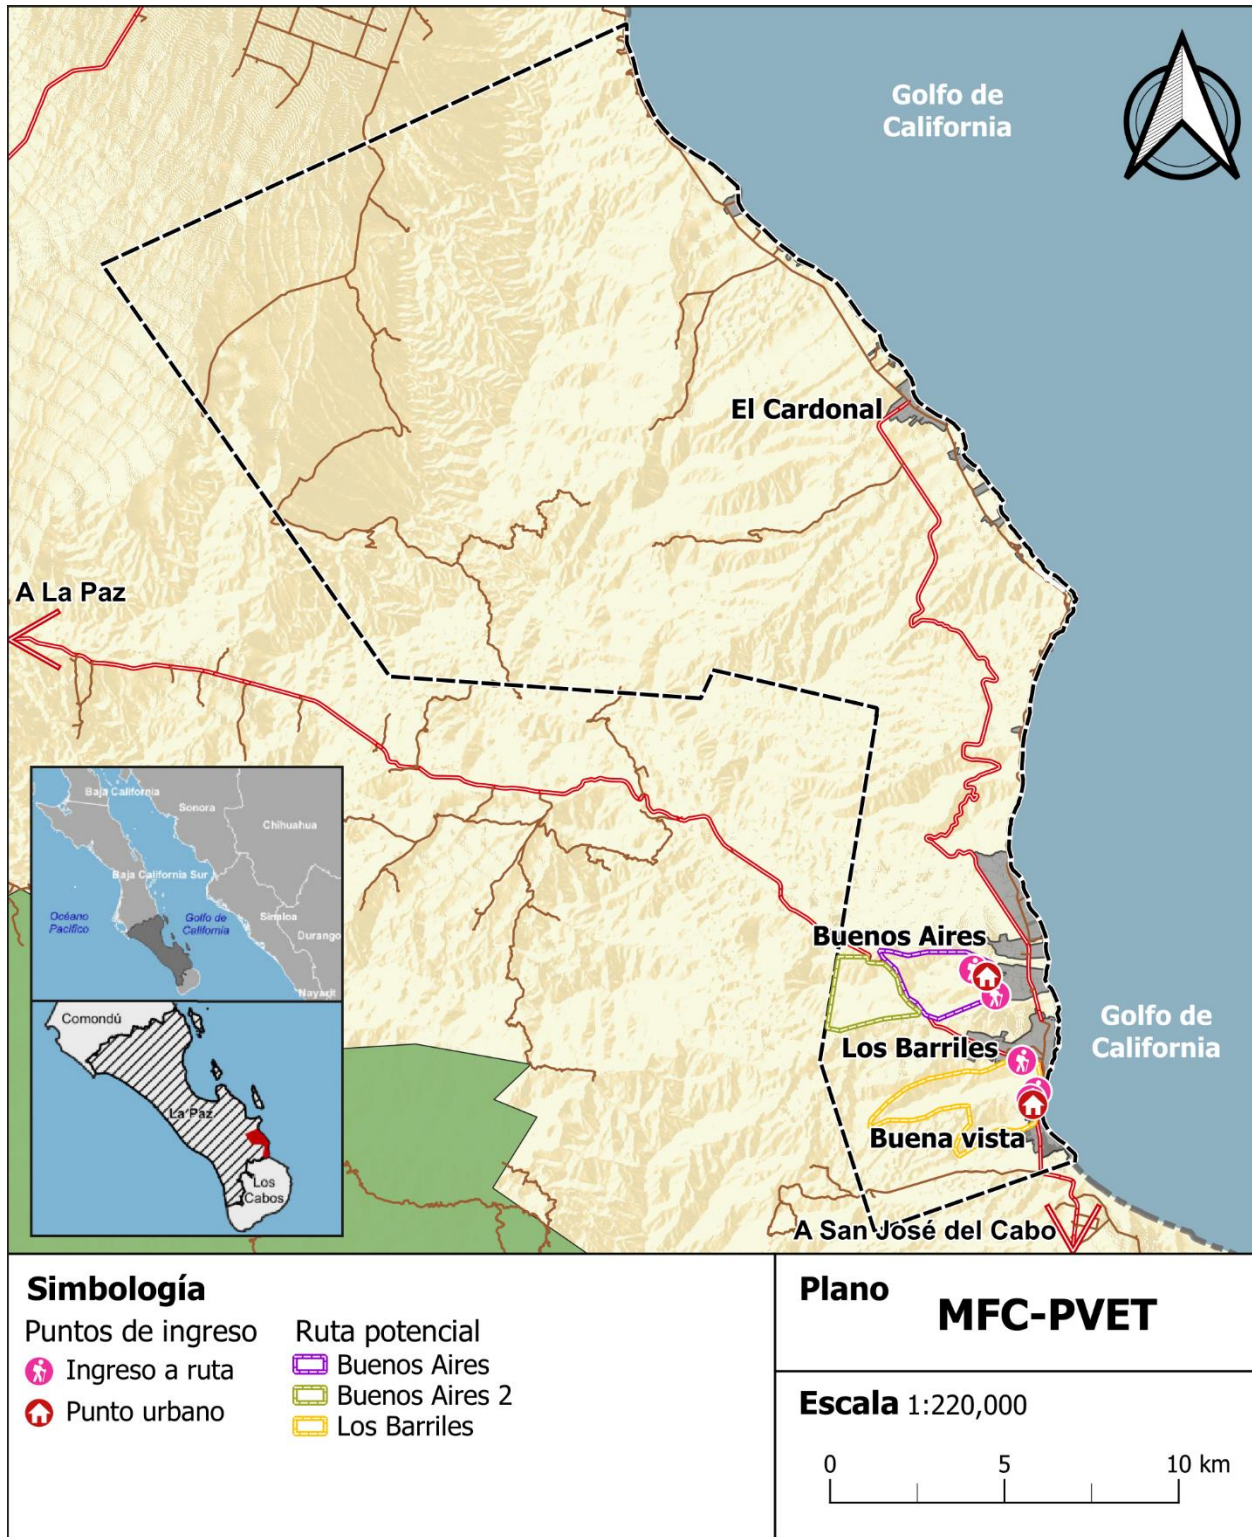 Golfo de
California
El Cardonal
A La Paz
Baja California
Sonora
Chihuahua
Baja California Sur
Océano
Pacífico
Golfo de
California
Sinaloa
Durango
Nayarit
Buenos Aires
Golfo de
California
Los Barriles
Comondú
La Paz
Los
Cabos
Buena vista
A San José del Cabo
Simbología
Puntos de ingreso
Ingreso a ruta
Punto urbano
Ruta potencial
Buenos Aires
Buenos Aires 2
Los Barriles
Plano
MFC-PVET
Escala 1:220,000
0 5 10 km